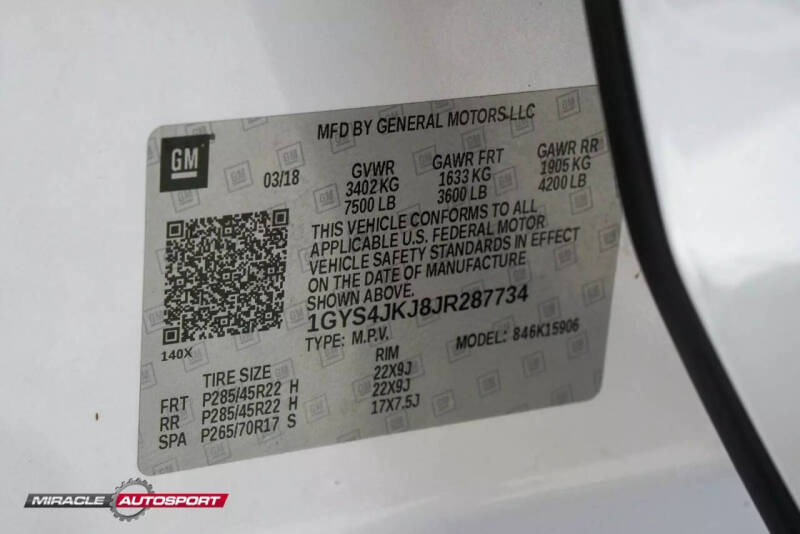 MFD BY GENERAL MOTORS LLC
GM
03/18
GVWR GAWR FRT GAWR RR
3402 KG 1633 KG 1905 KG
7500 LB 3600 LB 4200 LB
THIS VEHICLE CONFORMS TO ALL
APPLICABLE U.S. FEDERAL MOTOR
VEHICLE SAFETY STANDARDS IN EFFECT
ON THE DATE OF MANUFACTURE
SHOWN ABOVE.
1GYS4JKJ8JR287734
TYPE: M.P.V. MODEL: 846K15906
140X
TIRE SIZE RIM
FRT P285/45R22 H 22X9J
RR P285/45R22 H 22X9J
SPA P265/70R17 S 17X7.5J
MIRACLE AUTOSPORT